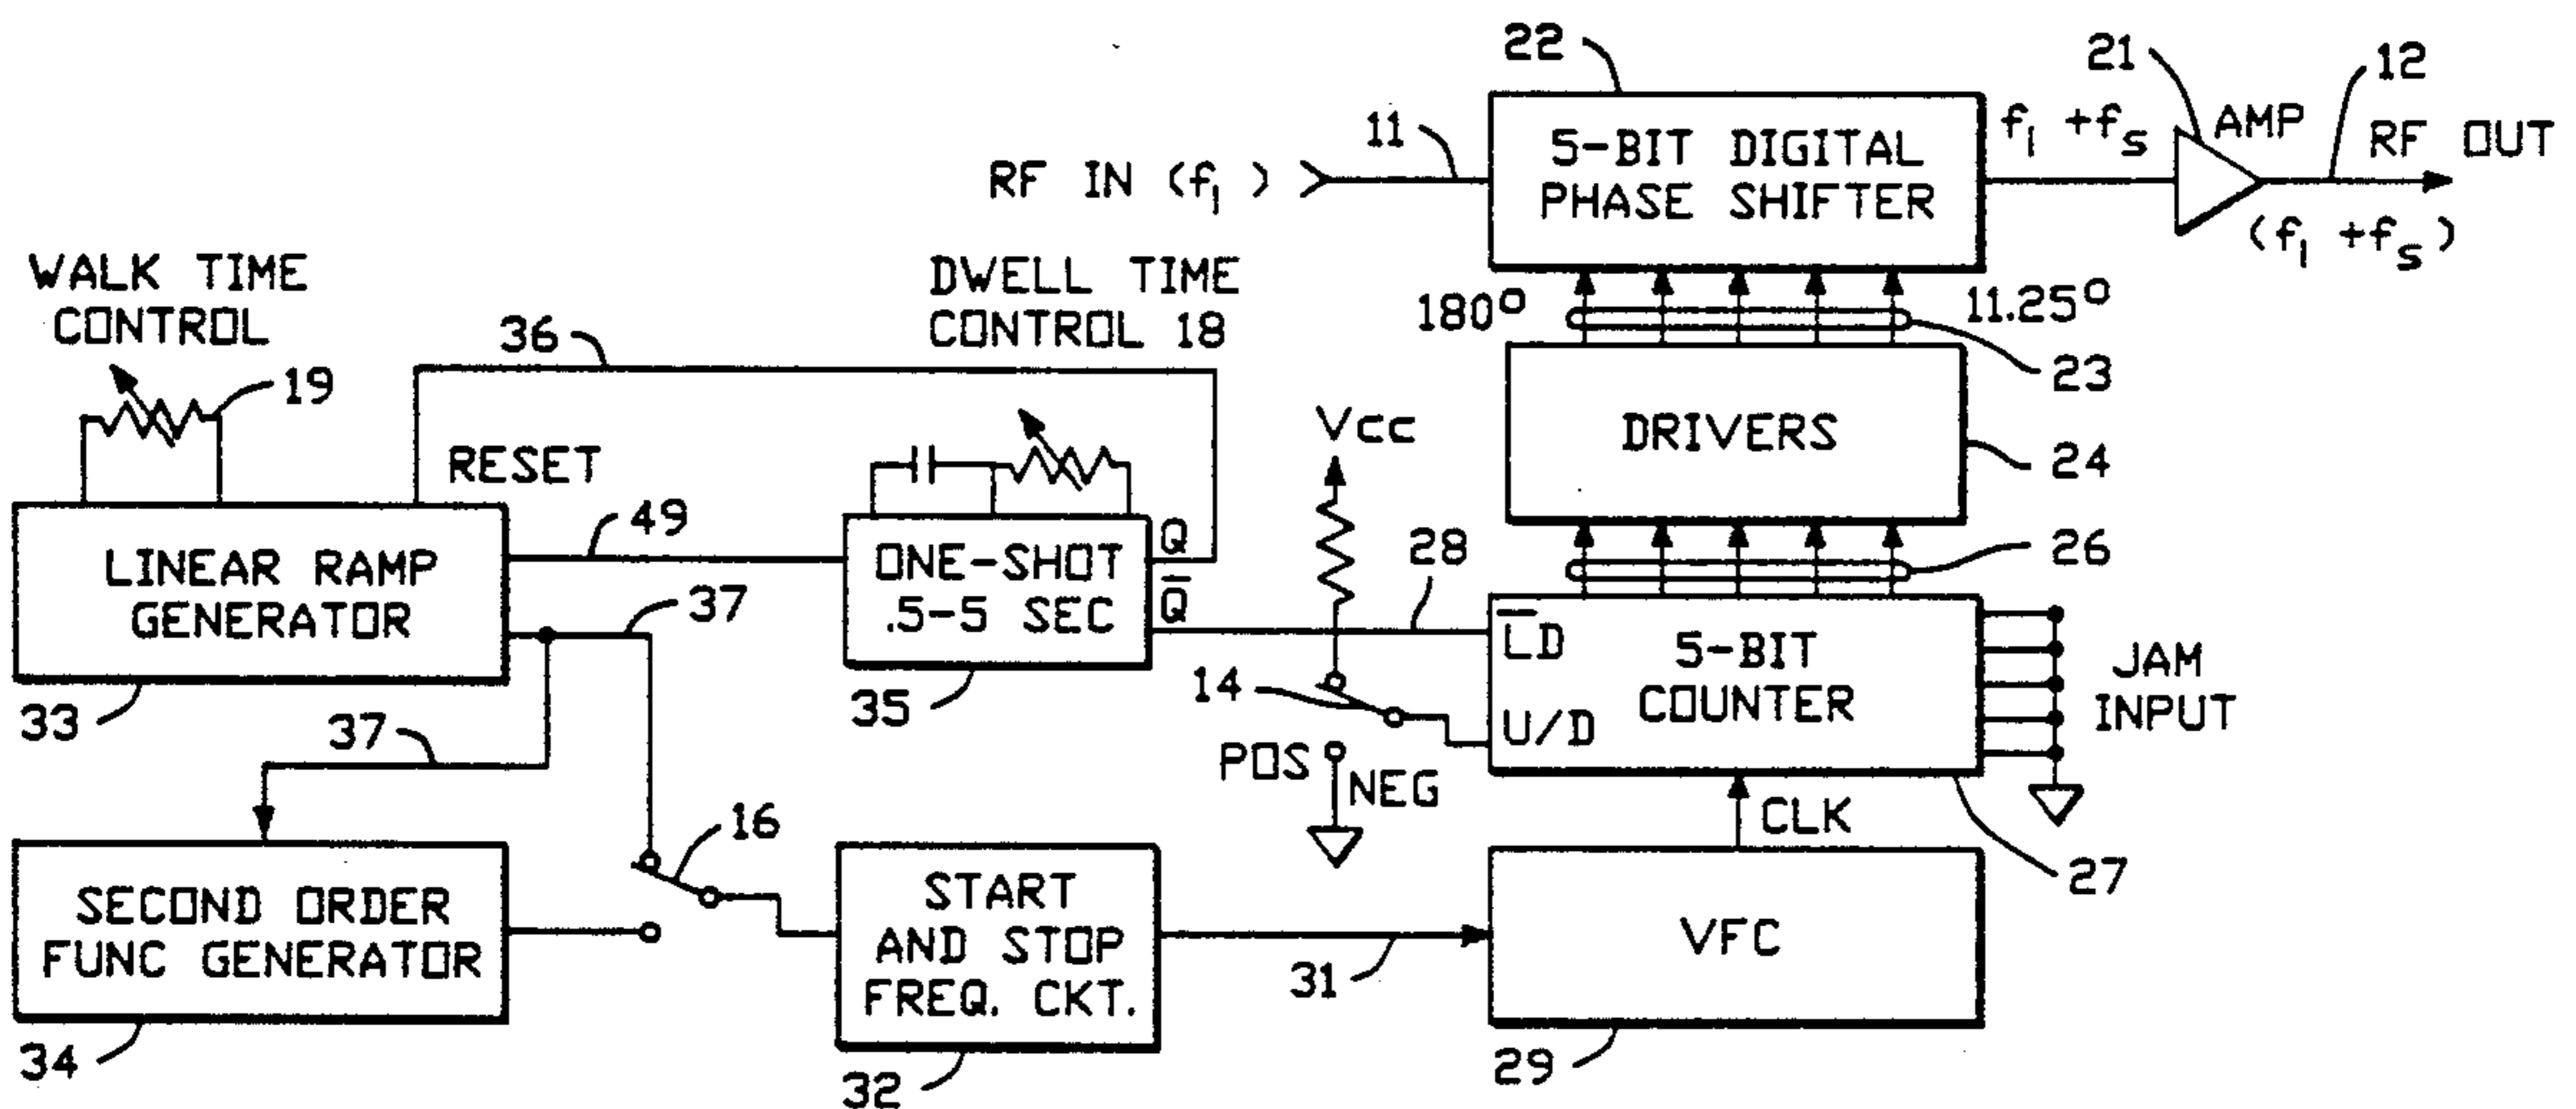 22
21
12
11
f₁ +fₛ
AMP
RF OUT
RF IN (f₁ )
5-BIT DIGITAL
PHASE SHIFTER
(f₁ +fₛ)
WALK TIME
CONTROL
19
36
DWELL TIME
CONTROL 18
180°
11.25°
23
RESET
Vcc
DRIVERS
24
49
28
26
LINEAR RAMP
GENERATOR
37
ONE-SHOT
.5-5 SEC
Q
Q̅
L̅D
U/D
5-BIT
COUNTER
JAM
INPUT
33
37
35
14
POS
NEG
CLK
27
16
SECOND ORDER
FUNC GENERATOR
START
AND STOP
FREQ. CKT.
31
VFC
34
32
29